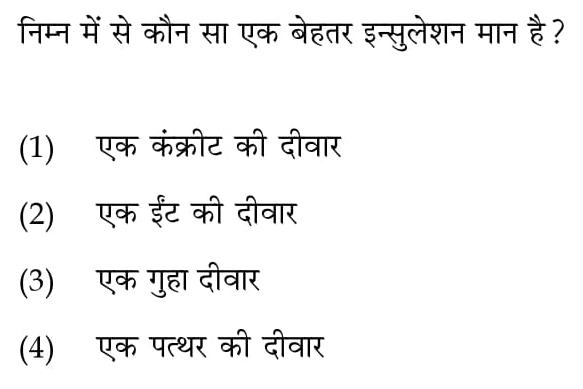 निम्न में से कौन सा एक बेहतर इन्सुलेशन मान है ?
(1) एक कंक्रीट की दीवार
(2) एक ईंट की दीवार
(3) एक गुहा दीवार
(4) एक पत्थर की दीवार